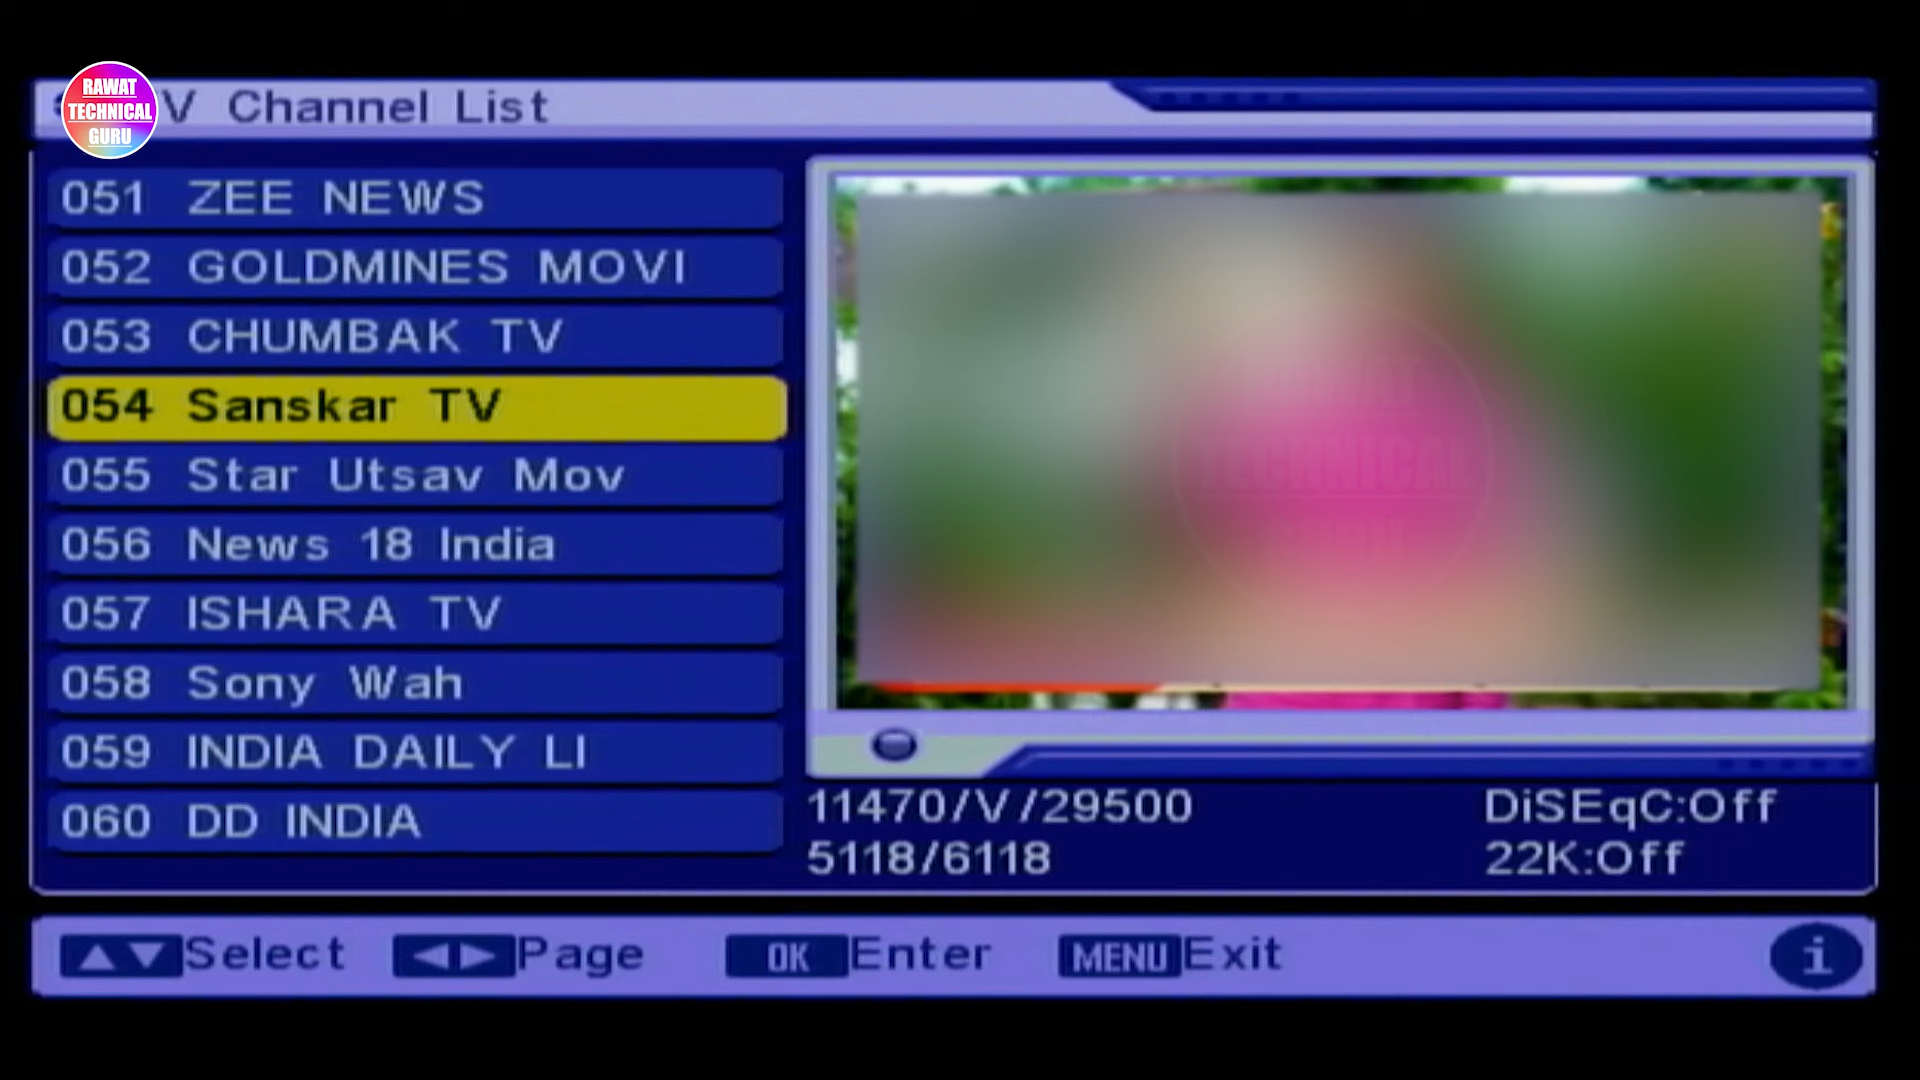 RAWAT
TECHNICAL
GURU
V Channel List
051 ZEE NEWS
052 GOLDMINES MOVI
053 CHUMBAK TV
054 Sanskar TV
055 Star Utsav Mov
056 News 18 India
057 ISHARA TV
058 Sony Wah
059 INDIA DAILY LI
060 DD INDIA
TECHNICAL
11470/V/29500 DiSEqC:Off
5118/6118 22K:Off
▲▼Select ◄►Page OK Enter MENU Exit i